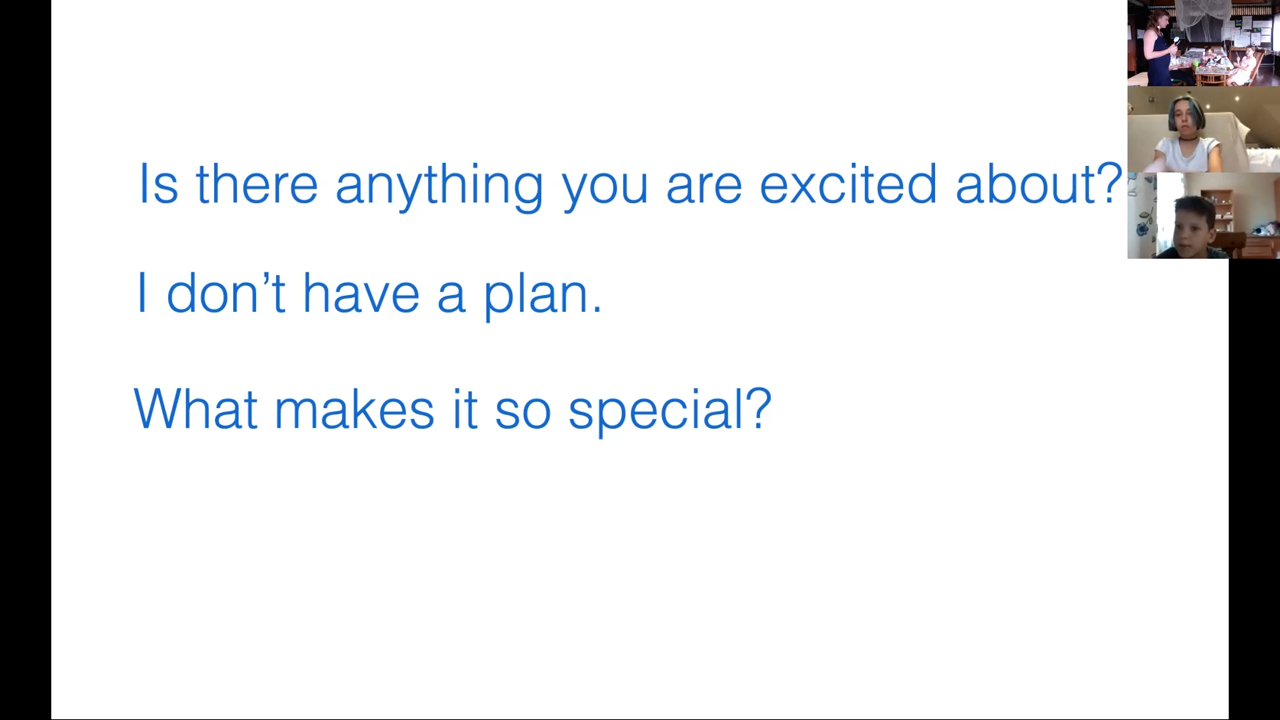 Is there anything you are excited about?
I don’t have a plan.
What makes it so special?